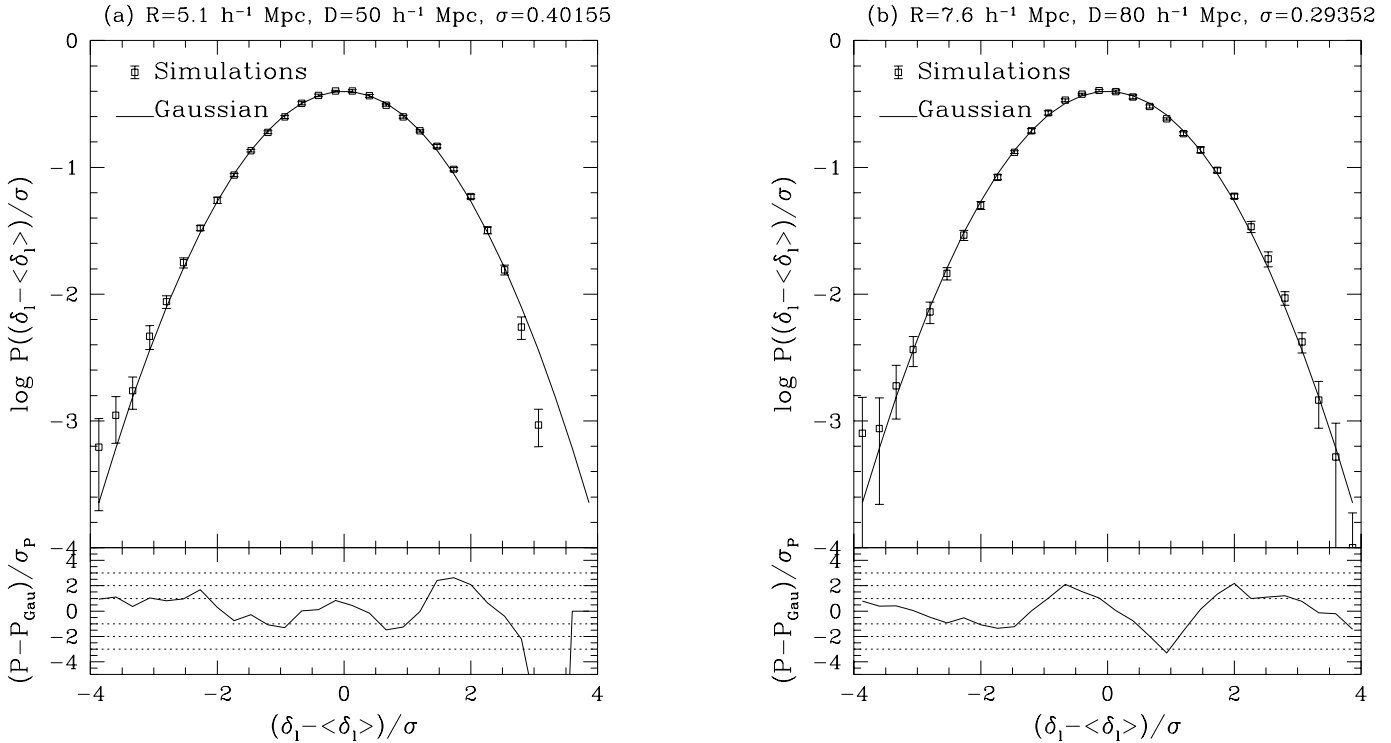 (a) R=5.1 h⁻¹ Mpc, D=50 h⁻¹ Mpc, σ=0.40155
0
Simulations
Gaussian
−1
−2
−3
−4
log P((δ_l−<δ_l>)/σ)
4
2
0
−2
−4
(P−P_Gau)/σ_P
−4 −2 0 2 4
(δ_l−<δ_l>)/σ
(b) R=7.6 h⁻¹ Mpc, D=80 h⁻¹ Mpc, σ=0.29352
0
Simulations
Gaussian
−1
−2
−3
−4
log P((δ_l−<δ_l>)/σ)
4
2
0
−2
−4
(P−P_Gau)/σ_P
−4 −2 0 2 4
(δ_l−<δ_l>)/σ